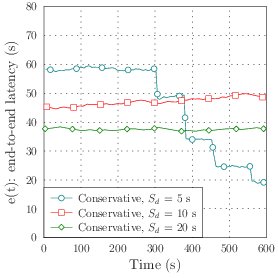 80
70
60
50
40
30
20
10
0
e(t). end-to-end latency (s)
Conservative, S_d = 5 s
Conservative, S_d = 10 s
Conservative, S_d = 20 s
0 100 200 300 400 500 600
Time (s)